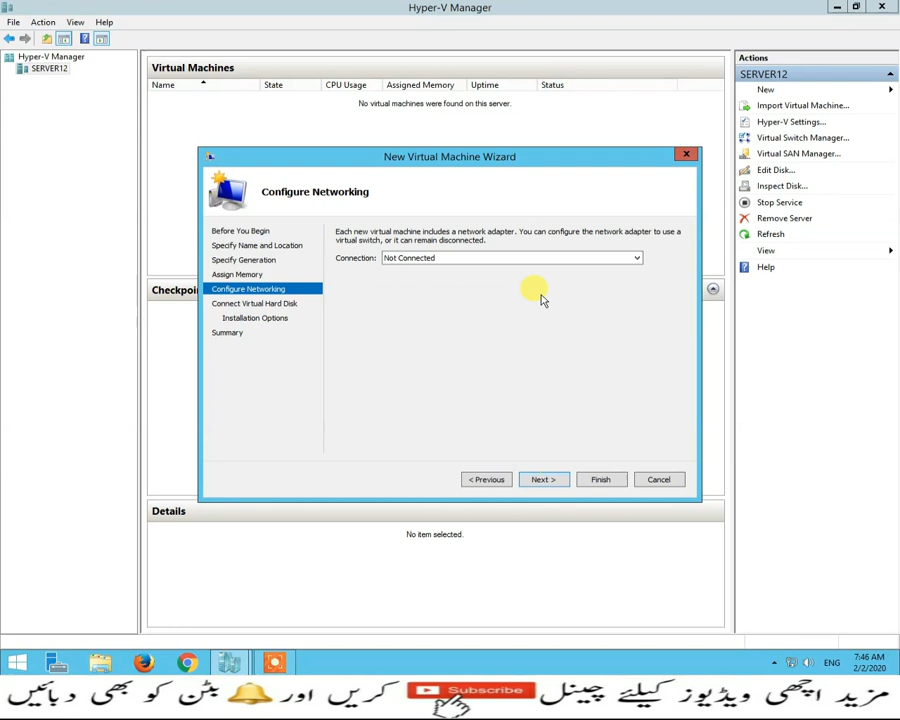 Hyper-V Manager
File Action View Help
Hyper-V Manager
SERVER12
Virtual Machines
Name State CPU Usage Assigned Memory Uptime Status
No virtual machines were found on this server.
New Virtual Machine Wizard
Configure Networking
Before You Begin
Specify Name and Location
Specify Generation
Assign Memory
Configure Networking
Connect Virtual Hard Disk
Installation Options
Summary
Each new virtual machine includes a network adapter. You can configure the network adapter to use a
virtual switch, or it can remain disconnected.
Connection: Not Connected
< Previous Next > Finish Cancel
Checkpoi
Details
No item selected.
Actions
SERVER12
New
Import Virtual Machine...
Hyper-V Settings...
Virtual Switch Manager...
Virtual SAN Manager...
Edit Disk...
Inspect Disk...
Stop Service
Remove Server
Refresh
View
Help
ENG
7:46 AM
2/2/2020
مزید اچھی ویڈیوز کیلئے چینل Subscribe کریں اور بٹن کو بھی دبائیں